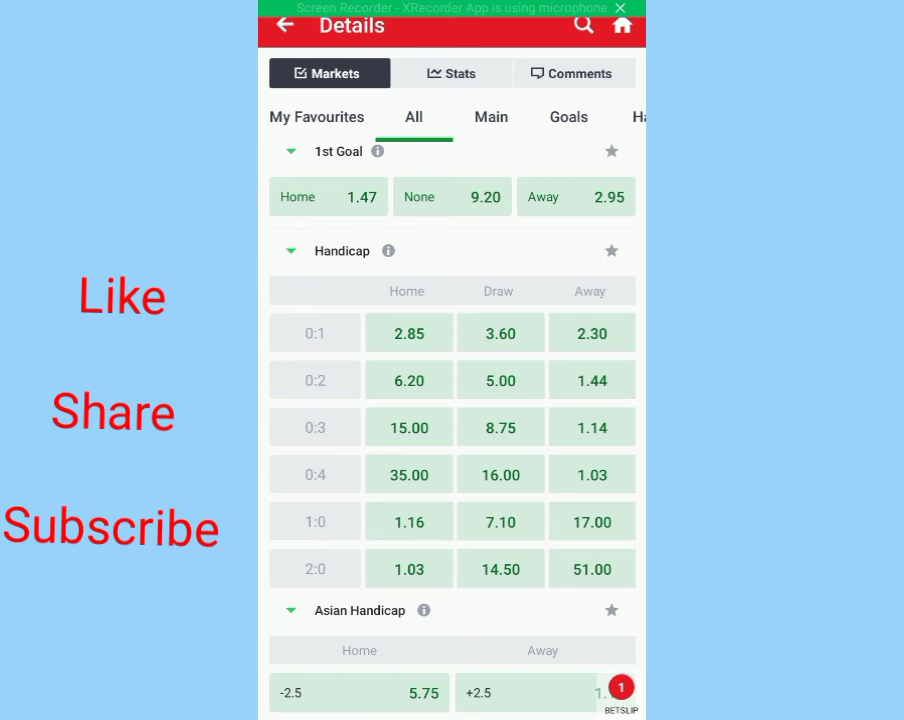 Screen Recorder - XRecorder App is using microphone
Details
Markets Stats Comments
My Favourites All Main Goals
1st Goal
Home 1.47 None 9.20 Away 2.95
Handicap
Home Draw Away
0:1 2.85 3.60 2.30
0:2 6.20 5.00 1.44
0:3 15.00 8.75 1.14
0:4 35.00 16.00 1.03
1:0 1.16 7.10 17.00
2:0 1.03 14.50 51.00
Asian Handicap
Home Away
-2.5 5.75 +2.5
1
BETSLIP
Like
Share
Subscribe